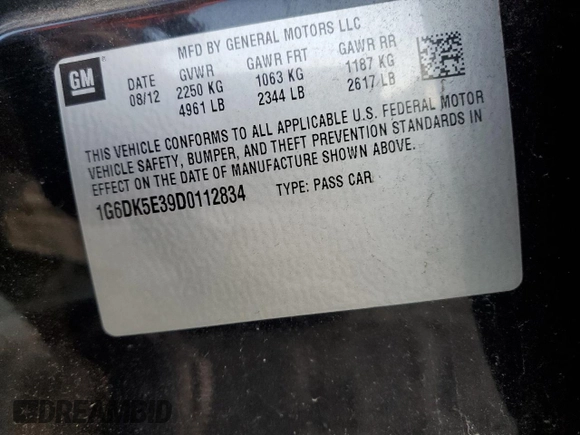 MFD BY GENERAL MOTORS LLC
GM
DATE GVWR GAWR FRT GAWR RR
08/12 2250 KG 1063 KG 1187 KG
4961 LB 2344 LB 2617 LB
THIS VEHICLE CONFORMS TO ALL APPLICABLE U.S. FEDERAL MOTOR
VEHICLE SAFETY, BUMPER, AND THEFT PREVENTION STANDARDS IN
EFFECT ON THE DATE OF MANUFACTURE SHOWN ABOVE.
1G6DK5E39D0112834 TYPE: PASS CAR
DREAMBID